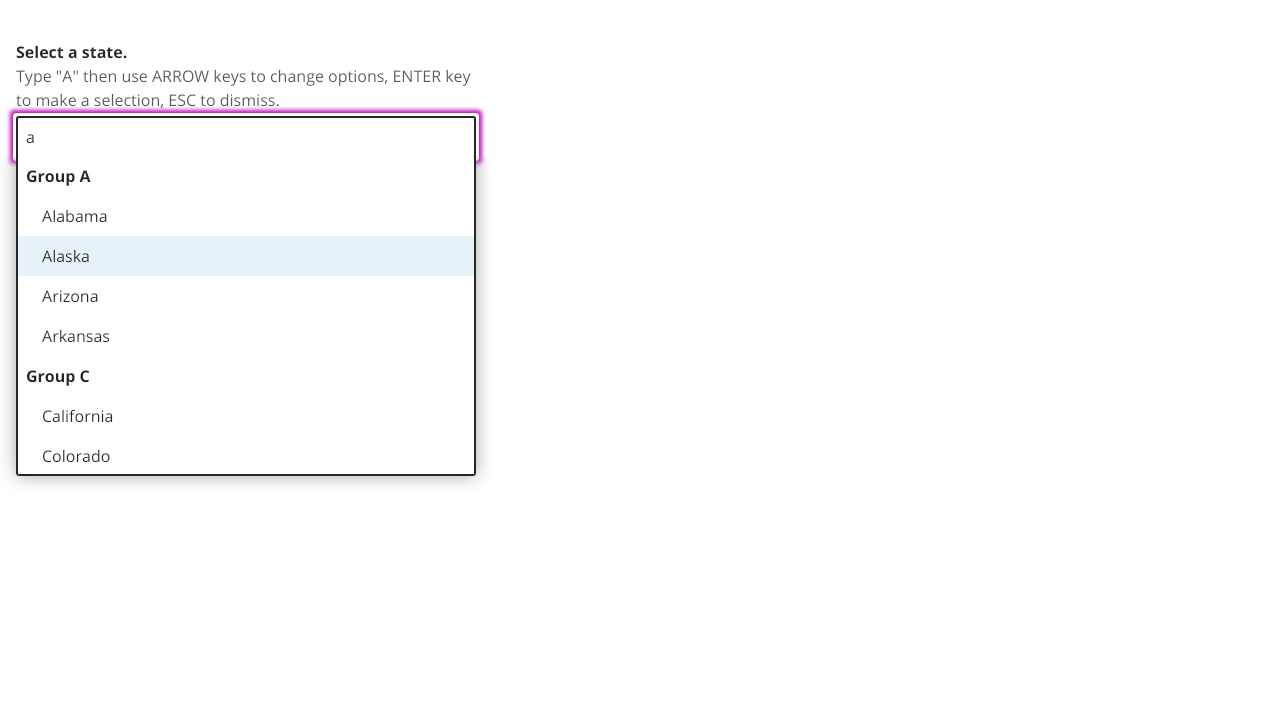 Select a state.
Type "A" then use ARROW keys to change options, ENTER key
to make a selection, ESC to dismiss.
a
Group A
Alabama
Alaska
Arizona
Arkansas
Group C
California
Colorado